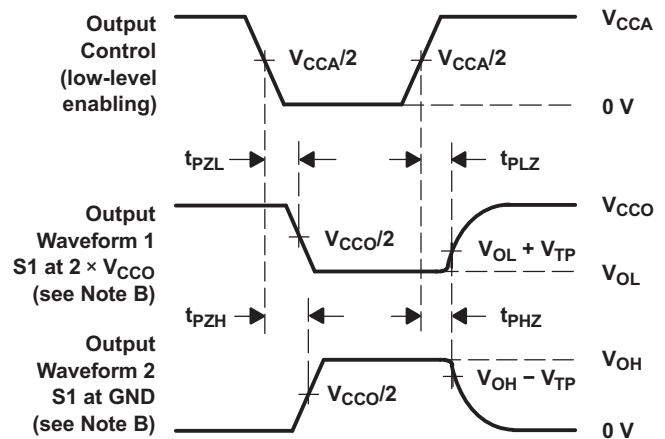 Output
Control
(low-level
enabling)
V_CCA/2
V_CCA/2
V_CCA
0 V
t_PZL
t_PLZ
Output
Waveform 1
S1 at 2 × V_CCO
(see Note B)
V_CCO/2
V_CCO
V_OL + V_TP
V_OL
t_PZH
t_PHZ
Output
Waveform 2
S1 at GND
(see Note B)
V_CCO/2
V_OH
V_OH − V_TP
0 V